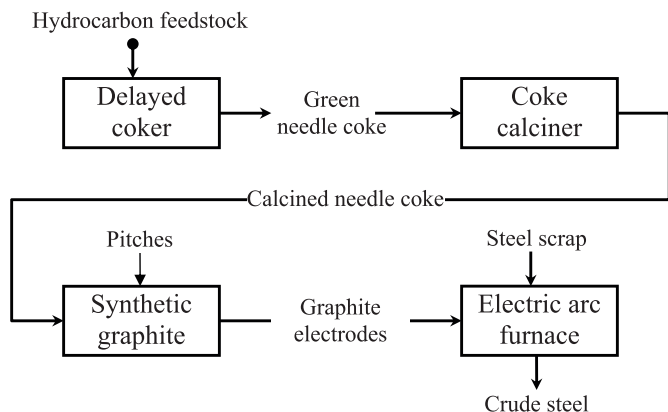 Hydrocarbon feedstock
Delayed
coker
Green
needle coke
Coke
calciner
Calcined needle coke
Pitches
Steel scrap
Synthetic
graphite
Graphite
electrodes
Electric arc
furnace
Crude steel